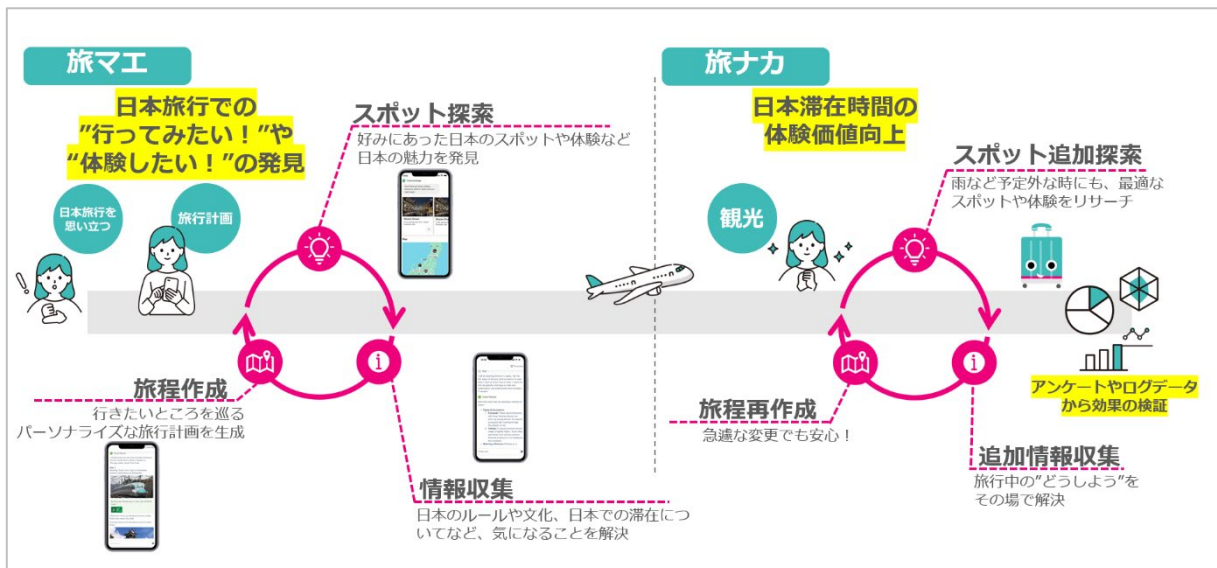 旅マエ
日本旅行での
”行ってみたい！”や
“体験したい！”の発見
日本旅行を
思い立つ
旅行計画
スポット探索
好みにあった日本のスポットや体験など
日本の魅力を発見
旅程作成
行きたいところを巡る
パーソナライズな旅行計画を生成
情報収集
日本のルールや文化、日本での滞在につ
いてなど、気になることを解決
旅ナカ
日本滞在時間の
体験価値向上
観光
スポット追加探索
雨など予定外な時にも、最適な
スポットや体験をリサーチ
旅程再作成
急遽な変更でも安心！
追加情報収集
旅行中の”どうしよう”を
その場で解決
アンケートやログデータ
から効果の検証